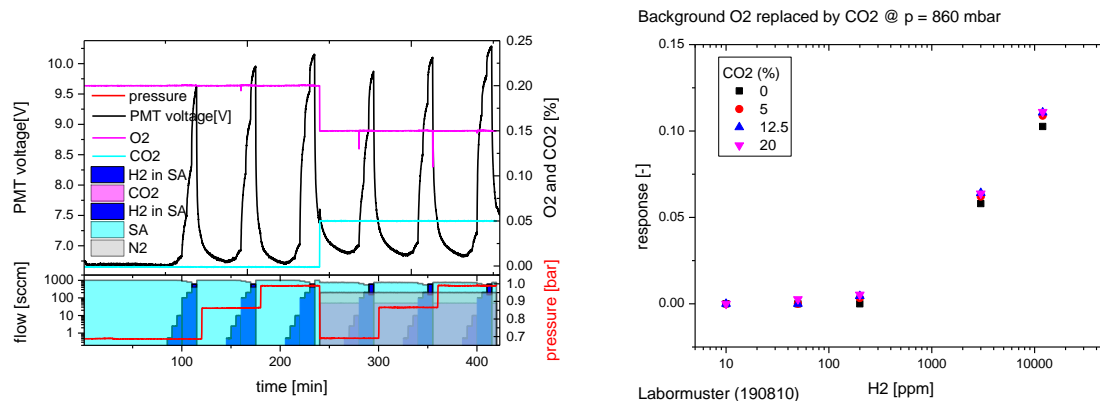 Background O2 replaced by CO2 @ p = 860 mbar
10.0
9.5
9.0
8.5
8.0
7.5
7.0
PMT voltage[V]
pressure
PMT voltage[V]
O2
CO2
H2 in SA
CO2
H2 in SA
SA
N2
0.25
0.20
0.15
0.10
0.05
0.00
O2 and CO2 [%]
1000
100
10
1
flow [sccm]
1.0
0.9
0.8
0.7
pressure [bar]
100 200 300 400
time [min]
0.15
0.10
0.05
0.00
response [-]
CO2 (%)
0
5
12.5
20
10 100 1000 10000
H2 [ppm]
Labormuster (190810)